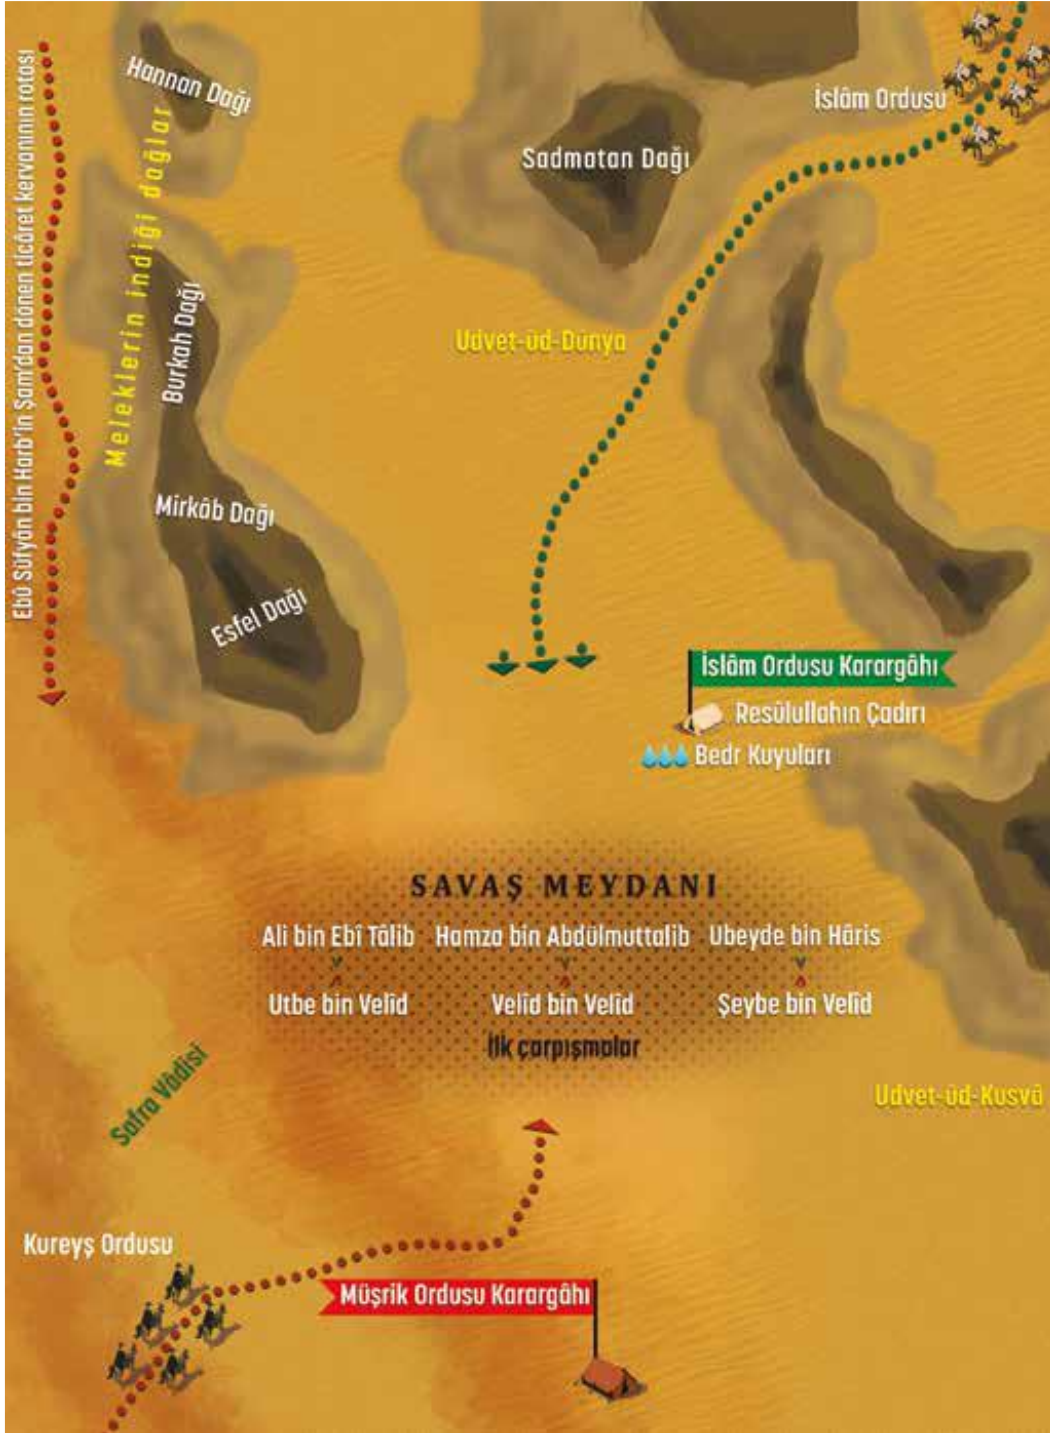 Ebû Süfyân bin Harb'in Şam'dan dönen ticâret kervanının rotası
Hannan Dağı
Meleklerin indiği dağlar
İslâm Ordusu
Sadmatan Dağı
Burkah Dağı
Udvet-üd-Dünya
Mirkâb Dağı
Esfel Dağı
İslâm Ordusu Karargâhı
Resûlullahın Çadırı
Bedr Kuyuları
SAVAŞ MEYDANI
Ali bin Ebî Tâlib Hamza bin Abdülmuttalib Ubeyde bin Hâris
Utbe bin Velîd Velîd bin Velîd Şeybe bin Velîd
İlk çarpışmalar
Safra Vâdisi
Udvet-üd-Kusvâ
Kureyş Ordusu
Müşrik Ordusu Karargâhı